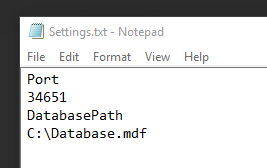 Settings.txt - Notepad
File Edit Format View Help
Port
34651
DatabasePath
C:\Database.mdf